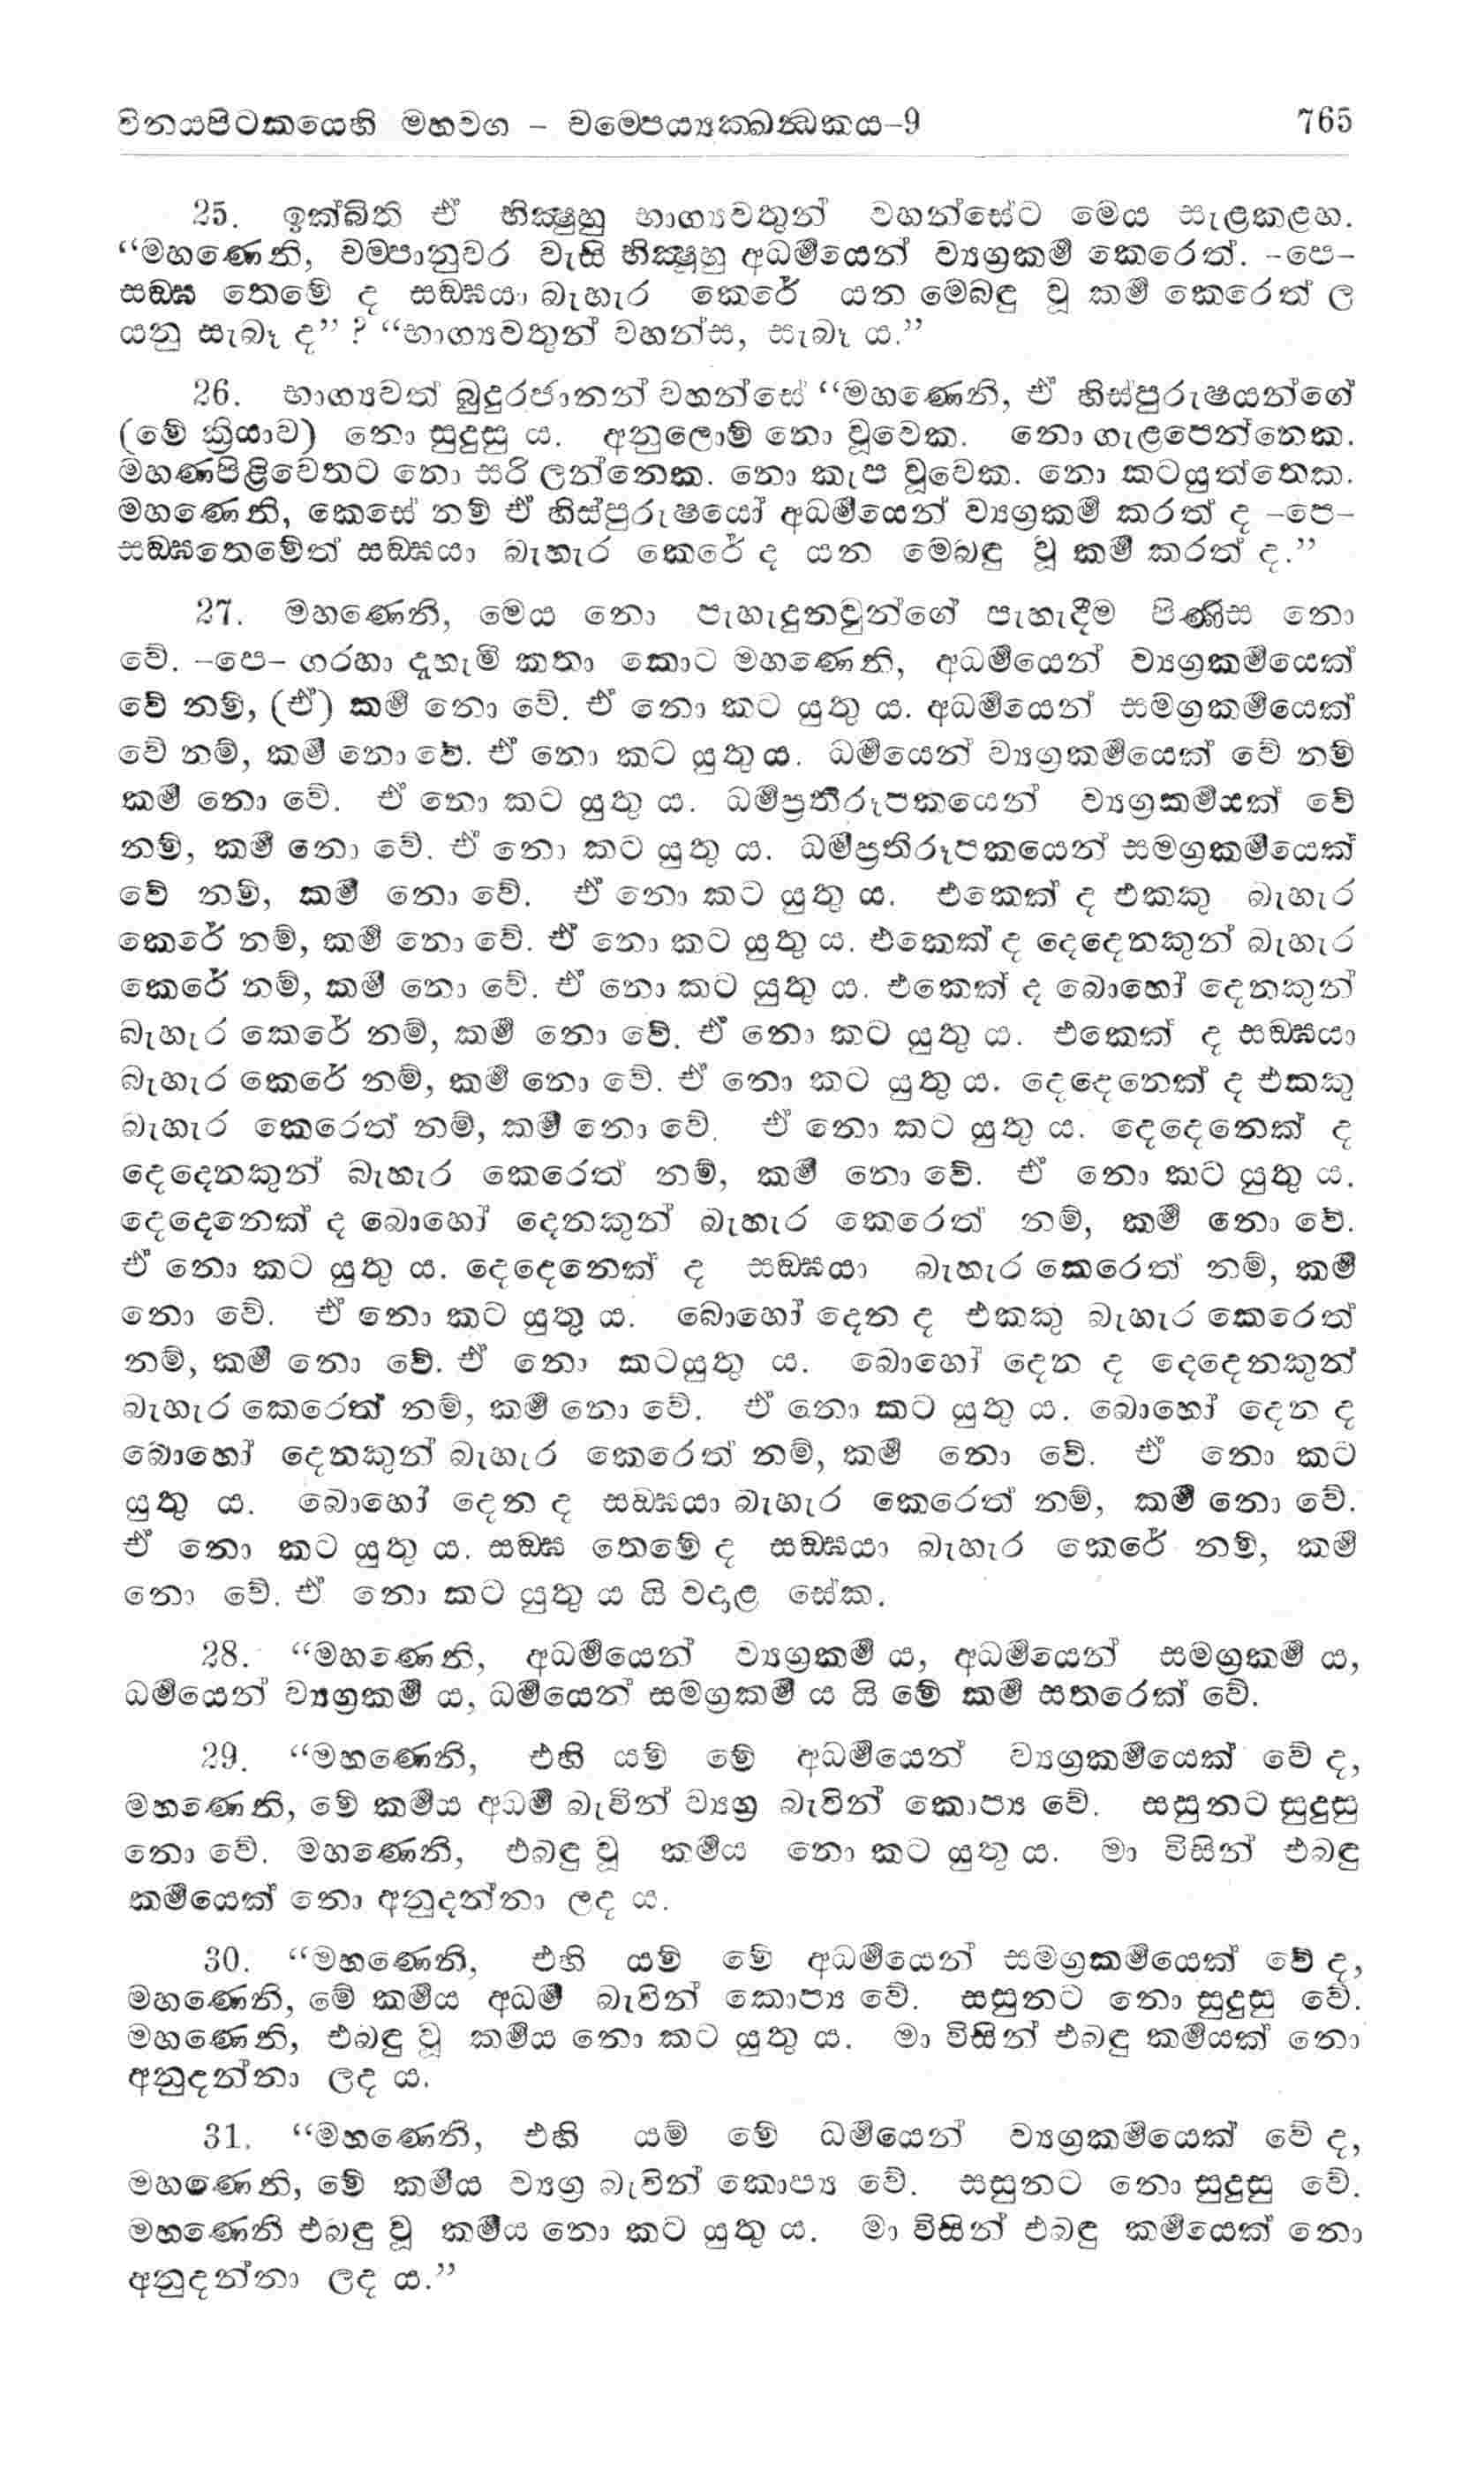 විනයපිටකයෙහි මහවග - චම්පෙය්‍යක්ඛන්‍ධකය-9 765
25. ඉක්බිති ඒ භික්‍ෂුහු භාග්‍යවතුන් වහන්සේට මෙය සැළකළහ.
“මහණෙනි, චම්පානුවර වැසි භික්‍ෂූහු අධර්‍මයෙන් ව්‍යග්‍රකර්‍ම කෙරෙත්. -පෙ-
සඞ්ඝ තෙමේ ද සඞ්ඝයා බැහැර කෙරේ යන මෙබඳු වූ කර්‍ම කෙරෙත් ල
යනු සැබෑ ද” ? “භාග්‍යවතුන් වහන්ස, සැබෑ ය.”
26. භාග්‍යවත් බුදුරජානන් වහන්සේ “මහණෙනි, ඒ හිස්පුරුෂයන්ගේ
(මේ ක්‍රියාව) නො සුදුසු ය. අනුලොම් නො වූවෙක. නො ගැළපෙන්නෙක.
මහණපිළිවෙතට නො සරි ලන්නෙක. නො කැප වූවෙක. නො කටයුත්තෙක.
මහණෙනි, කෙසේ නම් ඒ හිස්පුරුෂයෝ අධර්‍මයෙන් ව්‍යග්‍රකර්‍ම කරත් ද -පෙ-
සඞ්ඝතෙමේත් සඞ්ඝයා බැහැර කෙරේ ද යන මෙබඳු වූ කර්‍ම කරත් ද.”
27. මහණෙනි, මෙය නො පැහැදුනවුන්ගේ පැහැදීම පිණිස නො
වේ. -පෙ- ගරහා දැහැමි කතා කොට මහණෙනි, අධර්‍මයෙන් ව්‍යග්‍රකර්‍මයෙක්
වේ නම්, (ඒ) කර්‍ම නො වේ. ඒ නො කට යුතු ය. අධර්‍මයෙන් සමග්‍රකර්‍මයෙක්
වේ නම්, කර්‍ම නො වේ. ඒ නො කට යුතු ය. ධර්‍මයෙන් ව්‍යග්‍රකර්‍මයෙක් වේ නම්
කර්‍ම නො වේ. ඒ නො කට යුතු ය. ධර්‍මප්‍රතිරූපකයෙන් ව්‍යග්‍රකර්‍මයක් වේ
නම්, කර්‍ම නො වේ. ඒ නො කට යුතු ය. ධර්‍මප්‍රතිරූපකයෙන් සමග්‍රකර්‍මයෙක්
වේ නම්, කර්‍ම නො වේ. ඒ නො කට යුතු ය. එකෙක් ද එකකු බැහැර
කෙරේ නම්, කර්‍ම නො වේ. ඒ නො කට යුතු ය. එකෙක් ද දෙදෙනකුන් බැහැර
කෙරේ නම්, කර්‍ම නො වේ. ඒ නො කට යුතු ය. එකෙක් ද බොහෝ දෙනකුන්
බැහැර කෙරේ නම්, කර්‍ම නො වේ. ඒ නො කට යුතු ය. එකෙක් ද සඞ්ඝයා
බැහැර කෙරේ නම්, කර්‍ම නො වේ. ඒ නො කට යුතු ය. දෙදෙනෙක් ද එකකු
බැහැර කෙරෙත් නම්, කර්‍ම නො වේ. ඒ නො කට යුතු ය. දෙදෙනෙක් ද
දෙදෙනකුන් බැහැර කෙරෙත් නම්, කර්‍ම නො වේ. ඒ නො කට යුතු ය.
දෙදෙනෙක් ද බොහෝ දෙනකුන් බැහැර කෙරෙත් නම්, කර්‍ම නො වේ.
ඒ නො කට යුතු ය. දෙදෙනෙක් ද සඞ්ඝයා බැහැර කෙරෙත් නම්, කර්‍ම
නො වේ. ඒ නො කට යුතු ය. බොහෝ දෙන ද එකකු බැහැර කෙරෙත්
නම්, කර්‍ම නො වේ. ඒ නො කටයුතු ය. බොහෝ දෙන ද දෙදෙනකුන්
බැහැර කෙරෙත් නම්, කර්‍ම නො වේ. ඒ නො කට යුතු ය. බොහෝ දෙන ද
බොහෝ දෙනකුන් බැහැර කෙරෙත් නම්, කර්‍ම නො වේ. ඒ නො කට
යුතු ය. බොහෝ දෙන ද සඞ්ඝයා බැහැර කෙරෙත් නම්, කර්‍ම නො වේ.
ඒ නො කට යුතු ය. සඞ්ඝ තෙමේ ද සඞ්ඝයා බැහැර කෙරේ නම්, කර්‍ම
නො වේ. ඒ නො කට යුතු ය යි වදාළ සේක.
28. “මහණෙනි, අධර්‍මයෙන් ව්‍යග්‍රකර්‍ම ය, අධර්‍මයෙන් සමග්‍රකර්‍ම ය,
ධර්‍මයෙන් ව්‍යග්‍රකර්‍ම ය, ධර්‍මයෙන් සමග්‍රකර්‍ම ය යි මේ කර්‍ම සතරෙක් වේ.
29. “මහණෙනි, එහි යම් මේ අධර්‍මයෙන් ව්‍යග්‍රකර්‍මයෙක් වේ ද,
මහණෙනි, මේ කර්‍මය අධර්‍ම බැවින් ව්‍යග්‍ර බැවින් කොප්‍ය වේ. සසුනට සුදුසු
නො වේ. මහණෙනි, එබඳු වූ කර්‍මය නො කට යුතු ය. මා විසින් එබඳු
කර්‍මයෙක් නො අනුදන්නා ලද ය.
30. “මහණෙනි, එහි යම් මේ අධර්‍මයෙන් සමග්‍රකර්‍මයෙක් වේ ද,
මහණෙනි, මේ කර්‍මය අධර්‍ම බැවින් කොප්‍ය වේ. සසුනට නො සුදුසු වේ.
මහණෙනි, එබඳු වූ කර්‍මය නො කට යුතු ය. මා විසින් එබඳු කර්‍මයක් නො
අනුදන්නා ලද ය.
31. “මහණෙනි, එහි යම් මේ ධර්‍මයෙන් ව්‍යග්‍රකර්‍මයෙක් වේ ද,
මහණෙනි, මේ කර්‍මය ව්‍යග්‍ර බැවින් කොප්‍ය වේ. සසුනට නො සුදුසු වේ.
මහණෙනි එබඳු වූ කර්‍මය නො කට යුතු ය. මා විසින් එබඳු කර්‍මයෙක් නො
අනුදන්නා ලද ය.”